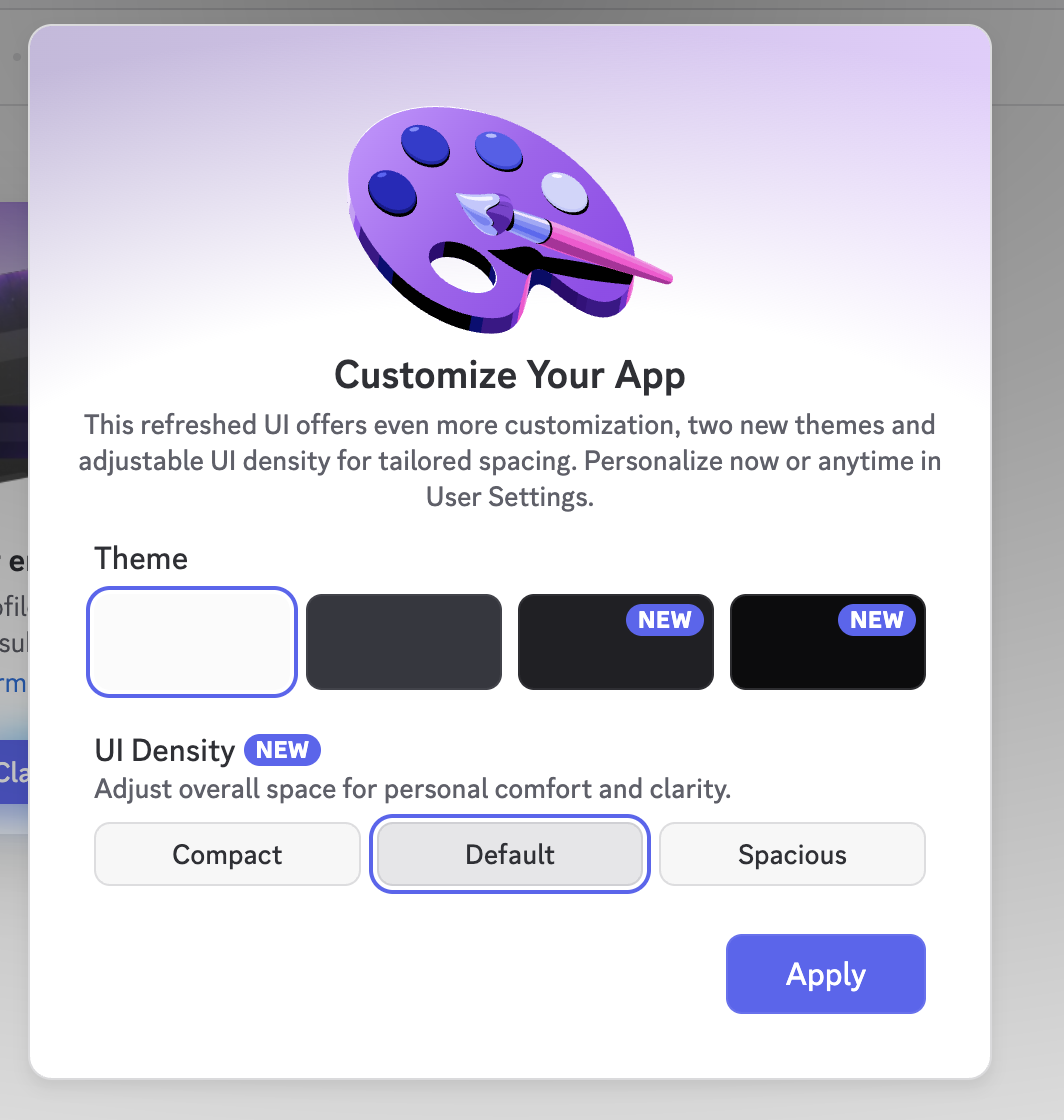 Customize Your App
This refreshed UI offers even more customization, two new themes and
adjustable UI density for tailored spacing. Personalize now or anytime in
User Settings.
Theme
NEW
NEW
UI Density NEW
Adjust overall space for personal comfort and clarity.
Compact
Default
Spacious
Apply